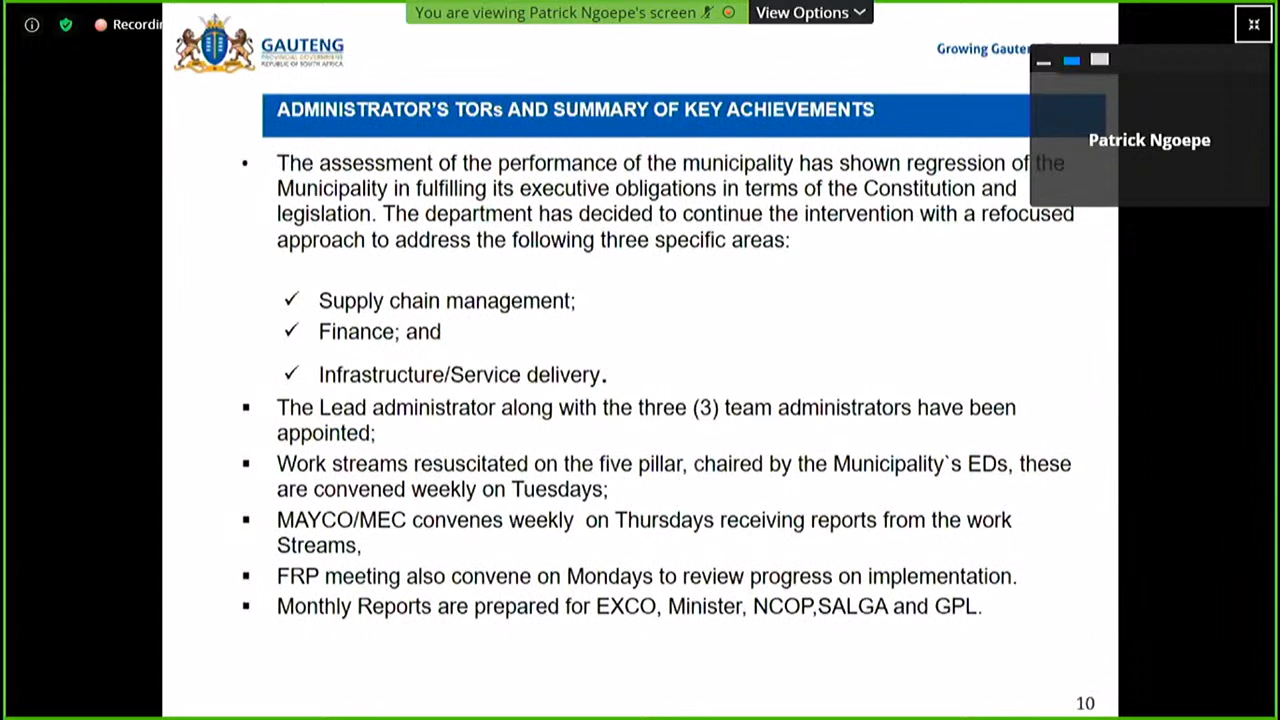 Recordin
You are viewing Patrick Ngoepe's screen
View Options
GAUTENG
PROVINCIAL GOVERNMENT
REPUBLIC OF SOUTH AFRICA
Growing Gauten
Patrick Ngoepe
ADMINISTRATOR'S TORs AND SUMMARY OF KEY ACHIEVEMENTS
• The assessment of the performance of the municipality has shown regression of the
Municipality in fulfilling its executive obligations in terms of the Constitution and
legislation. The department has decided to continue the intervention with a refocused
approach to address the following three specific areas:
✓ Supply chain management;
✓ Finance; and
✓ Infrastructure/Service delivery.
▪ The Lead administrator along with the three (3) team administrators have been
appointed;
▪ Work streams resuscitated on the five pillar, chaired by the Municipality`s EDs, these
are convened weekly on Tuesdays;
▪ MAYCO/MEC convenes weekly on Thursdays receiving reports from the work
Streams,
▪ FRP meeting also convene on Mondays to review progress on implementation.
▪ Monthly Reports are prepared for EXCO, Minister, NCOP,SALGA and GPL.
10